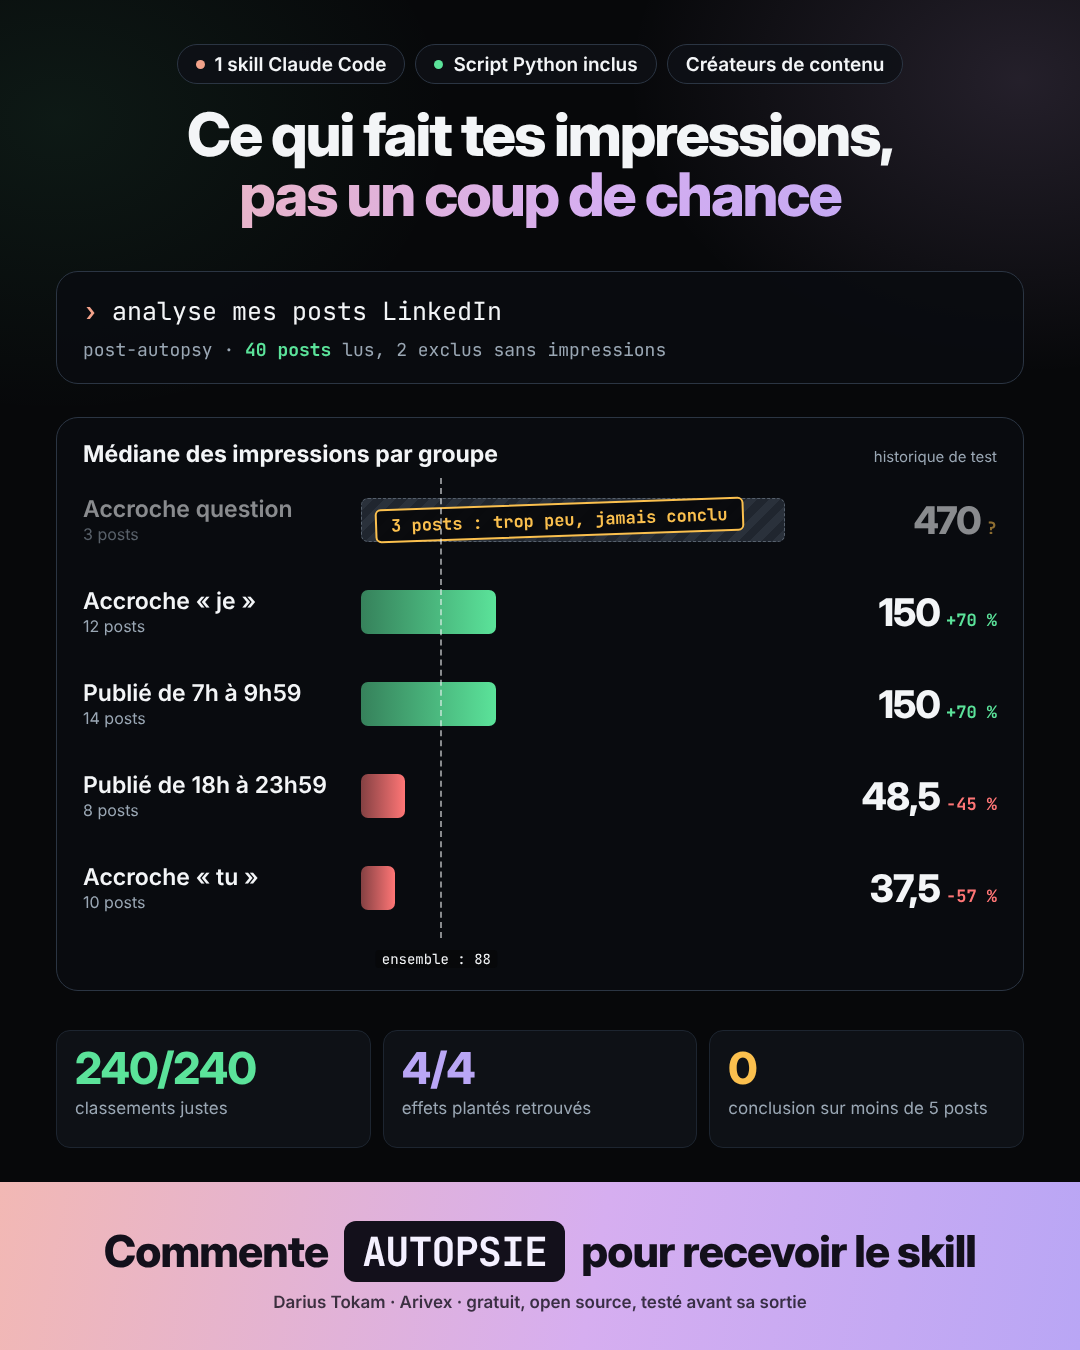 1 skill Claude Code
Script Python inclus
Créateurs de contenu
Ce qui fait tes impressions,
pas un coup de chance
› analyse mes posts LinkedIn
post-autopsy · 40 posts lus, 2 exclus sans impressions
Médiane des impressions par groupe
historique de test
Accroche question
3 posts
3 posts : trop peu, jamais conclu
470 ?
Accroche « je »
12 posts
150 +70 %
Publié de 7h à 9h59
14 posts
150 +70 %
Publié de 18h à 23h59
8 posts
48,5 -45 %
Accroche « tu »
10 posts
37,5 -57 %
ensemble : 88
240/240
classements justes
4/4
effets plantés retrouvés
0
conclusion sur moins de 5 posts
Commente AUTOPSIE pour recevoir le skill
Darius Tokam · Arivex · gratuit, open source, testé avant sa sortie